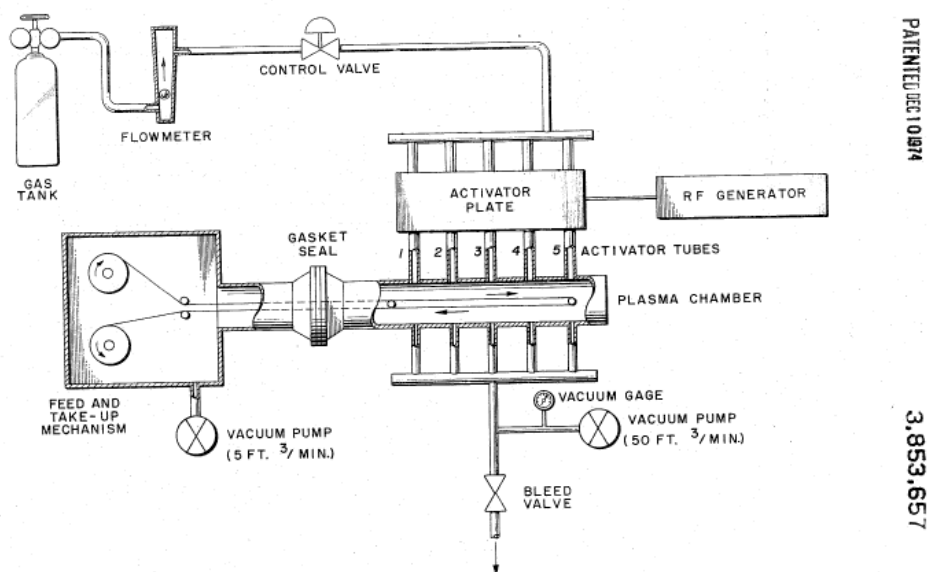 CONTROL VALVE
FLOWMETER
GAS
TANK
ACTIVATOR
PLATE
RF GENERATOR
GASKET
SEAL
1 2 3 4 5 ACTIVATOR TUBES
PLASMA CHAMBER
FEED AND
TAKE-UP
MECHANISM
VACUUM PUMP
(5 FT. 3/MIN.)
VACUUM GAGE
VACUUM PUMP
(50 FT. 3/MIN.)
BLEED
VALVE
PATENTED DEC 10 1974
3,853,657